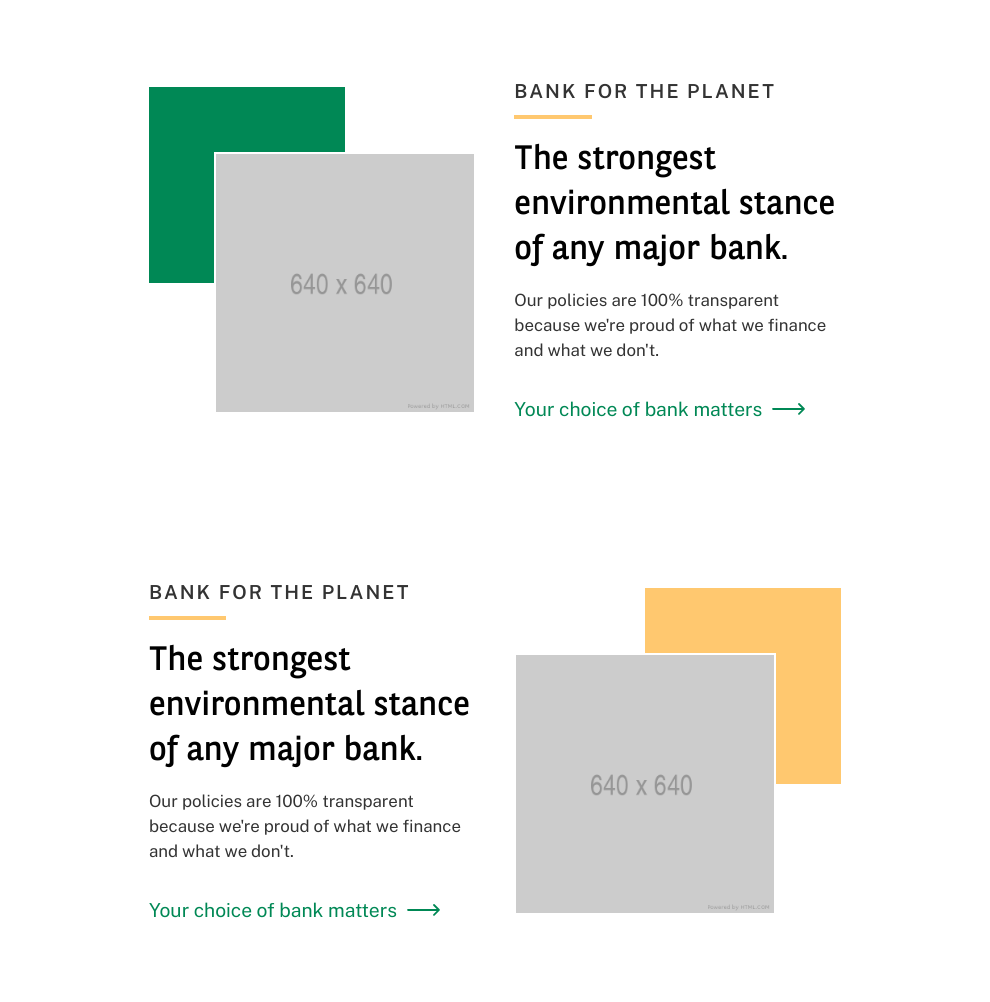 BANK FOR THE PLANET
The strongest
environmental stance
of any major bank.
Our policies are 100% transparent
because we're proud of what we finance
and what we don't.
Your choice of bank matters
640 x 640
Powered by HTML.COM
BANK FOR THE PLANET
The strongest
environmental stance
of any major bank.
Our policies are 100% transparent
because we're proud of what we finance
and what we don't.
Your choice of bank matters
640 x 640
Powered by HTML.COM